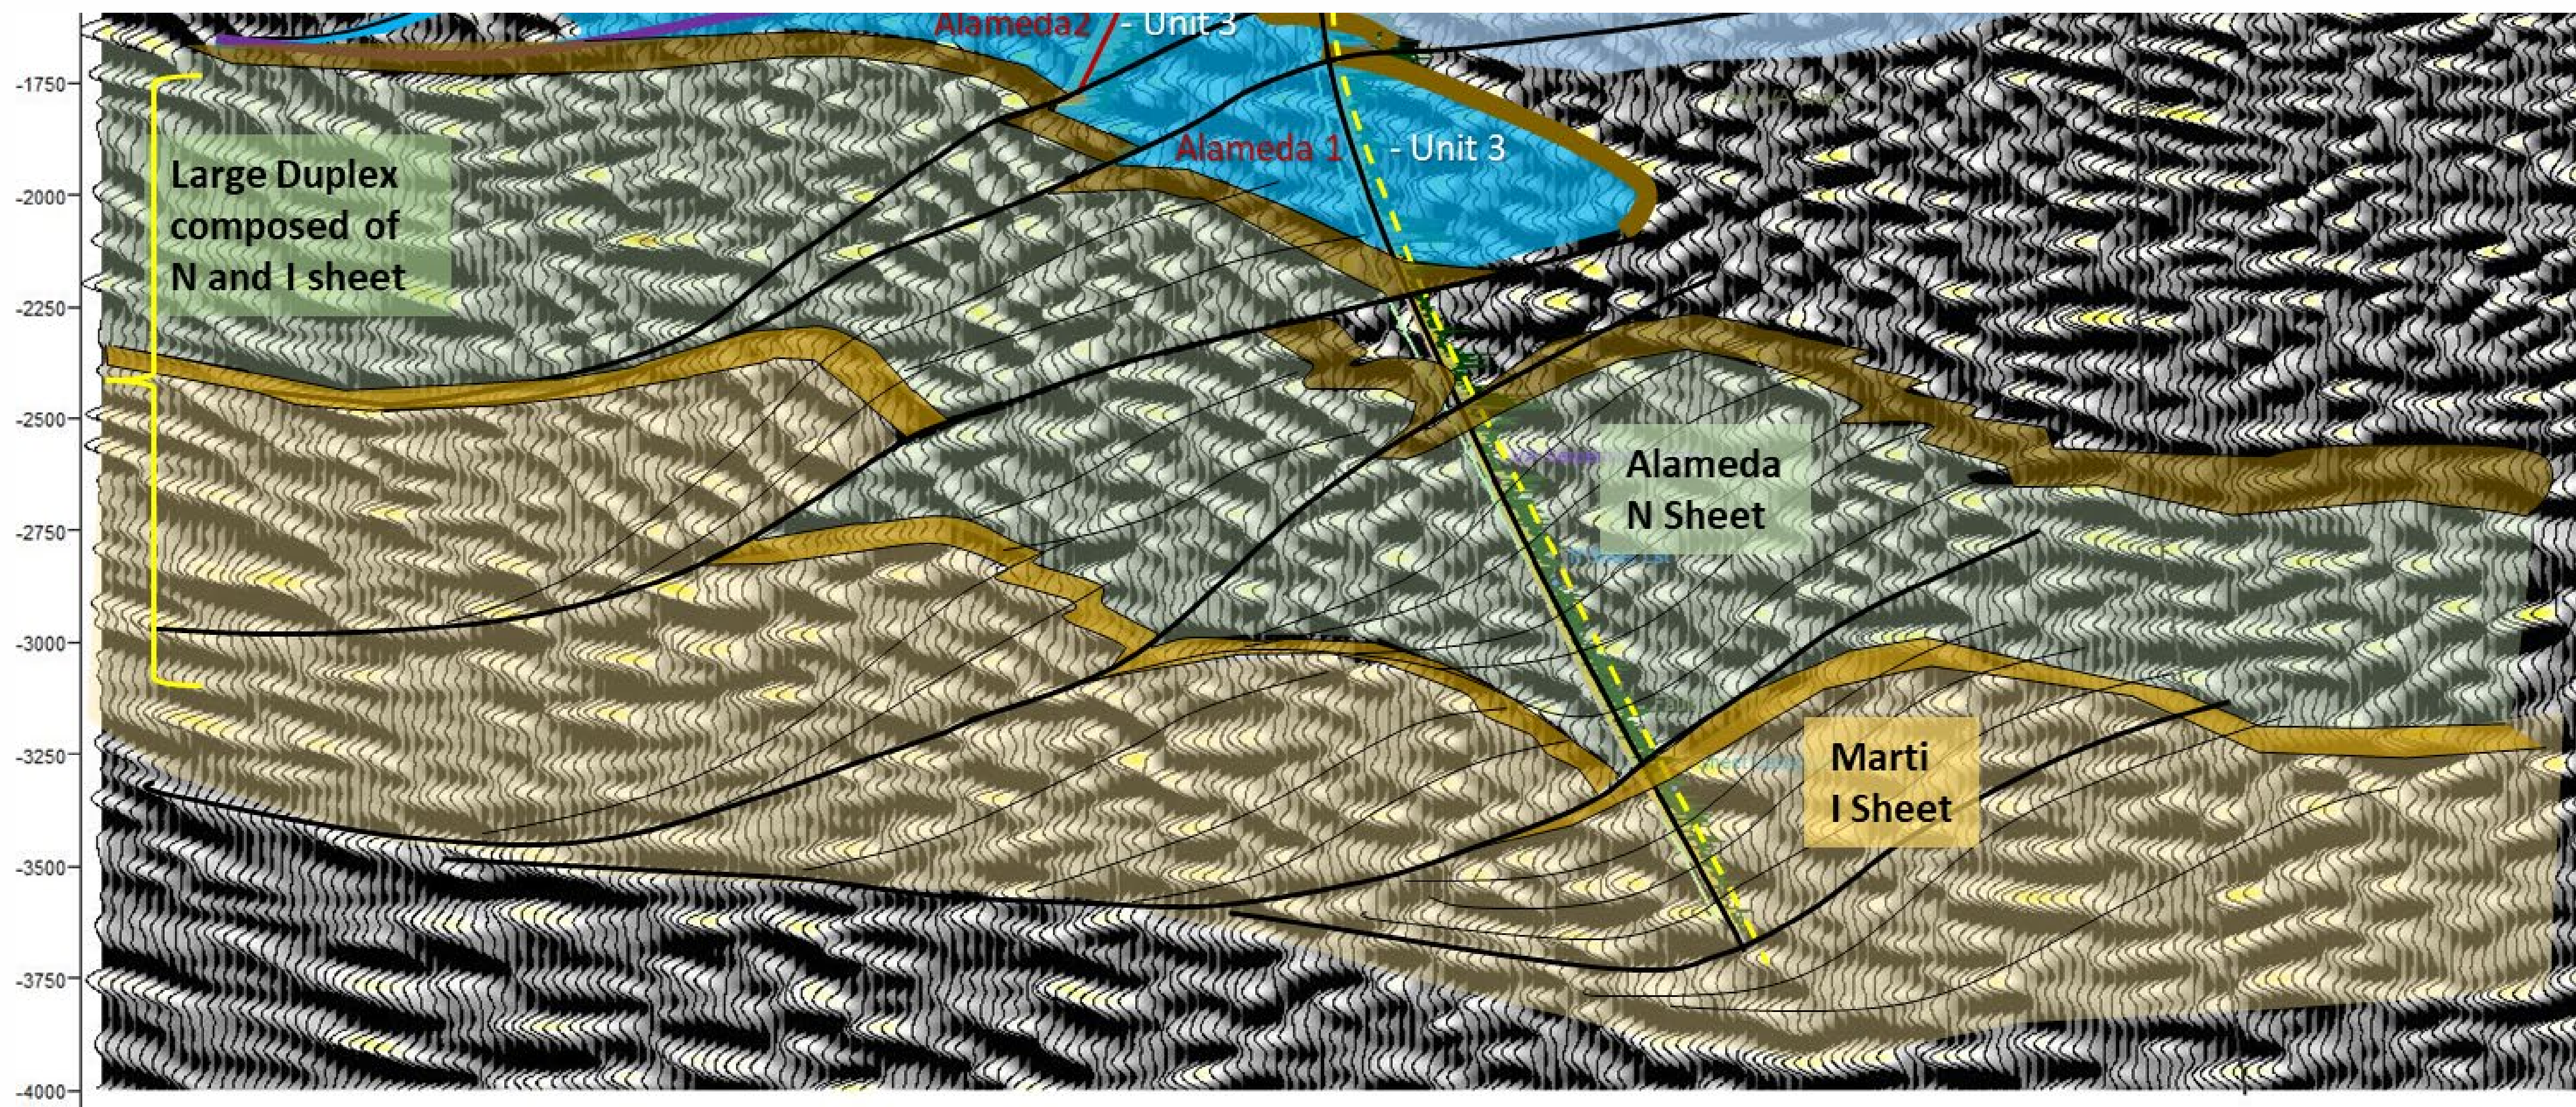 Alameda2 - Unit 3
-1750
Alameda 1 - Unit 3
Large Duplex
composed of
N and I sheet
-2000
-2250
-2500
Alameda
N Sheet
-2750
-3000
-3250
Marti
I Sheet
-3500
-3750
-4000